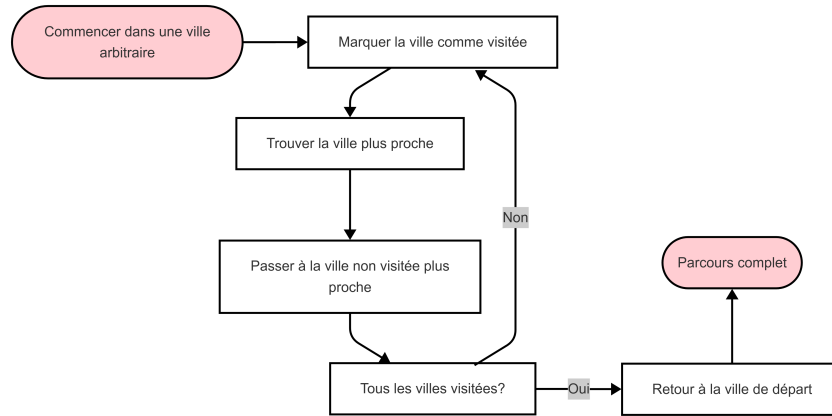 Commencer dans une ville
arbitraire
Marquer la ville comme visitée
Trouver la ville plus proche
Non
Passer à la ville non visitée plus
proche
Parcours complet
Tous les villes visitées?
Oui
Retour à la ville de départ